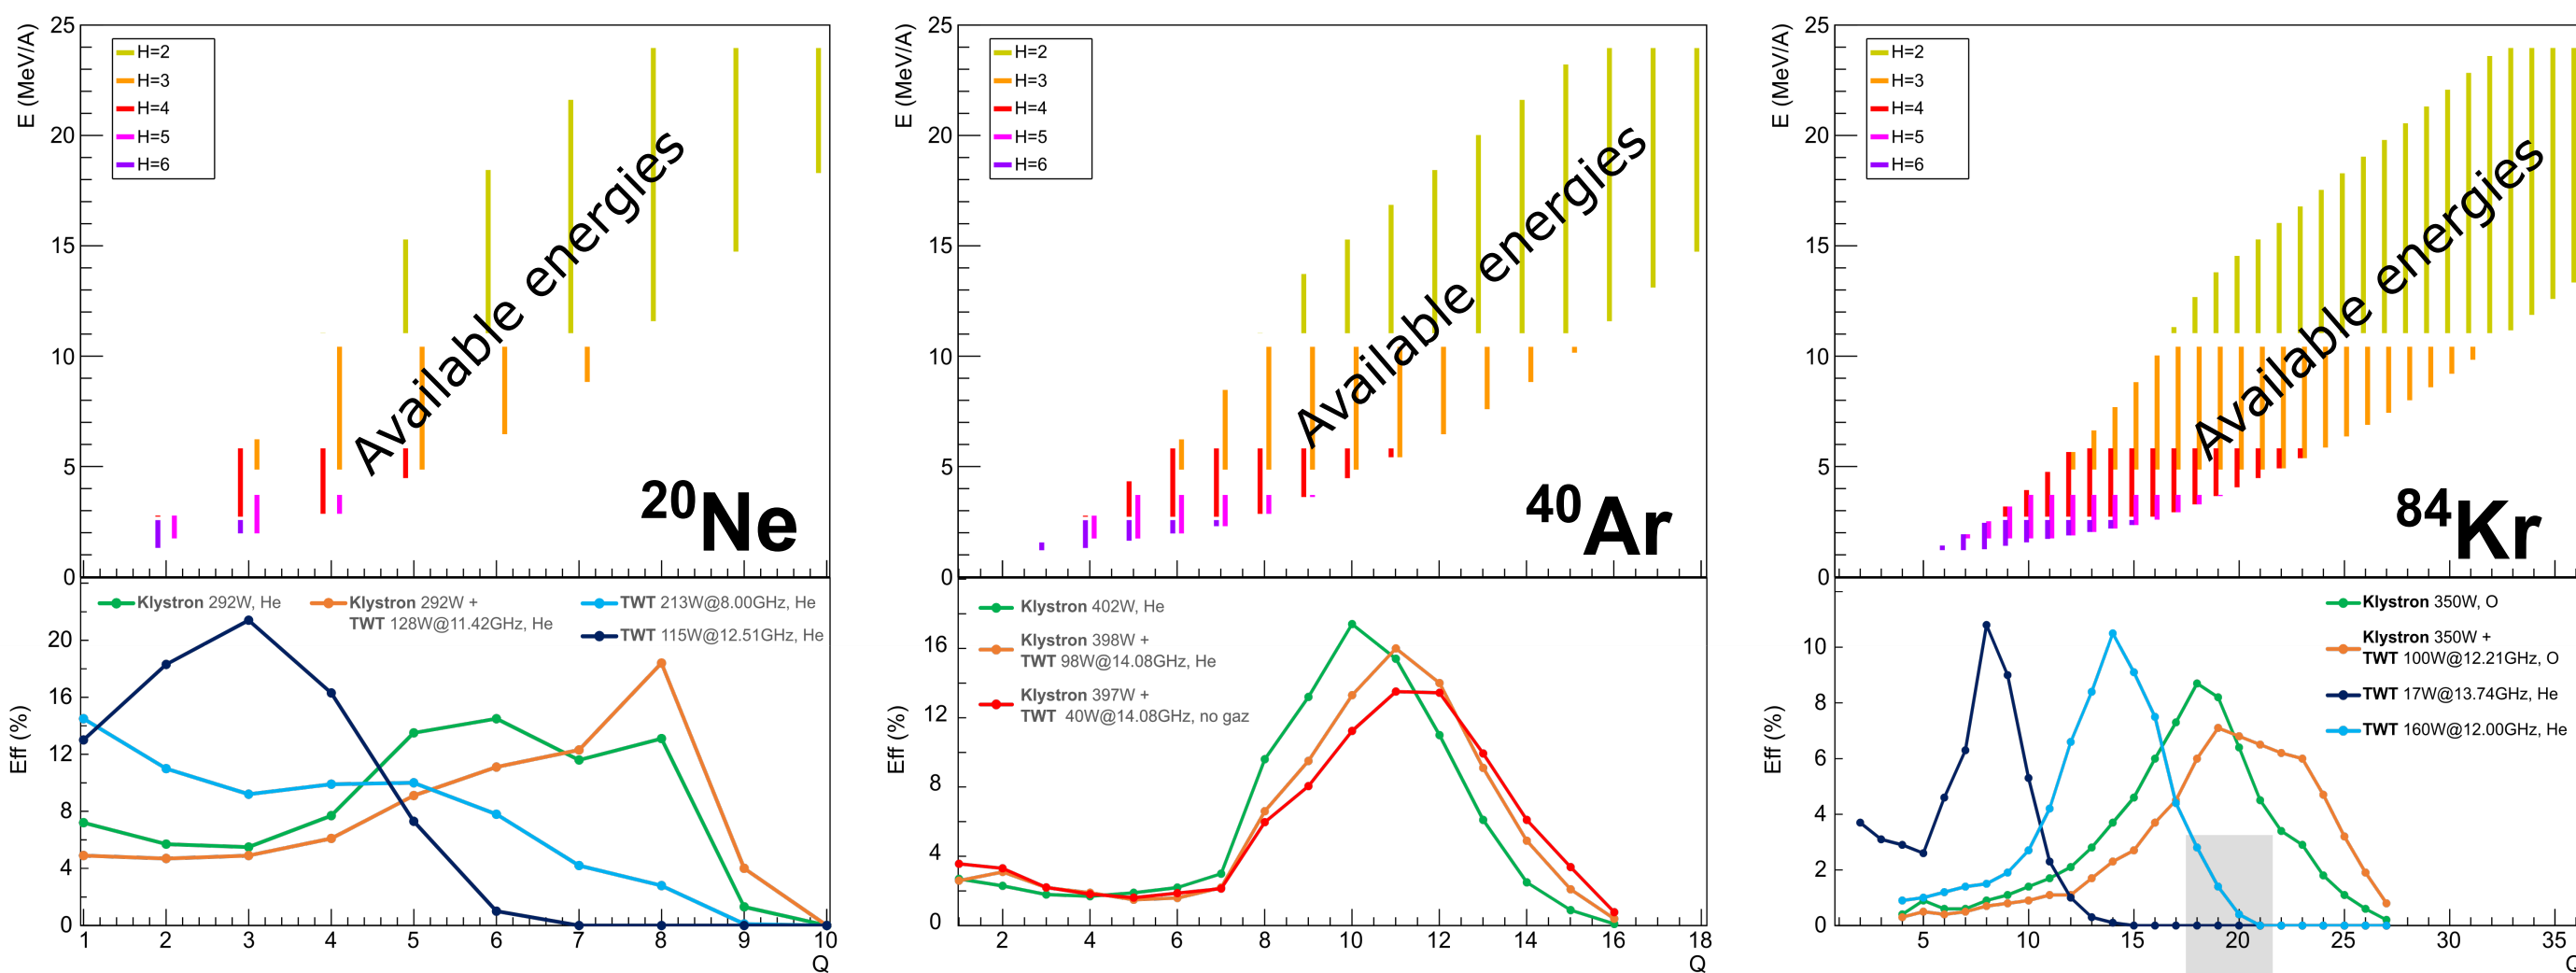 E (MeV/A)
25
20
15
10
5
0
H=2
H=3
H=4
H=5
H=6
Available energies
20Ne
Eff (%)
20
16
12
8
4
0
Klystron 292W, He
Klystron 292W +
TWT 128W@11.42GHz, He
TWT 213W@8.00GHz, He
TWT 115W@12.51GHz, He
1 2 3 4 5 6 7 8 9 10
Q
E (MeV/A)
25
20
15
10
5
0
H=2
H=3
H=4
H=5
H=6
Available energies
40Ar
Eff (%)
16
12
8
4
0
Klystron 402W, He
Klystron 398W +
TWT 98W@14.08GHz, He
Klystron 397W +
TWT 40W@14.08GHz, no gaz
2 4 6 8 10 12 14 16 18
Q
E (MeV/A)
25
20
15
10
5
0
H=2
H=3
H=4
H=5
H=6
Available energies
84Kr
Eff (%)
10
8
6
4
2
0
Klystron 350W, O
Klystron 350W +
TWT 100W@12.21GHz, O
TWT 17W@13.74GHz, He
TWT 160W@12.00GHz, He
5 10 15 20 25 30 35